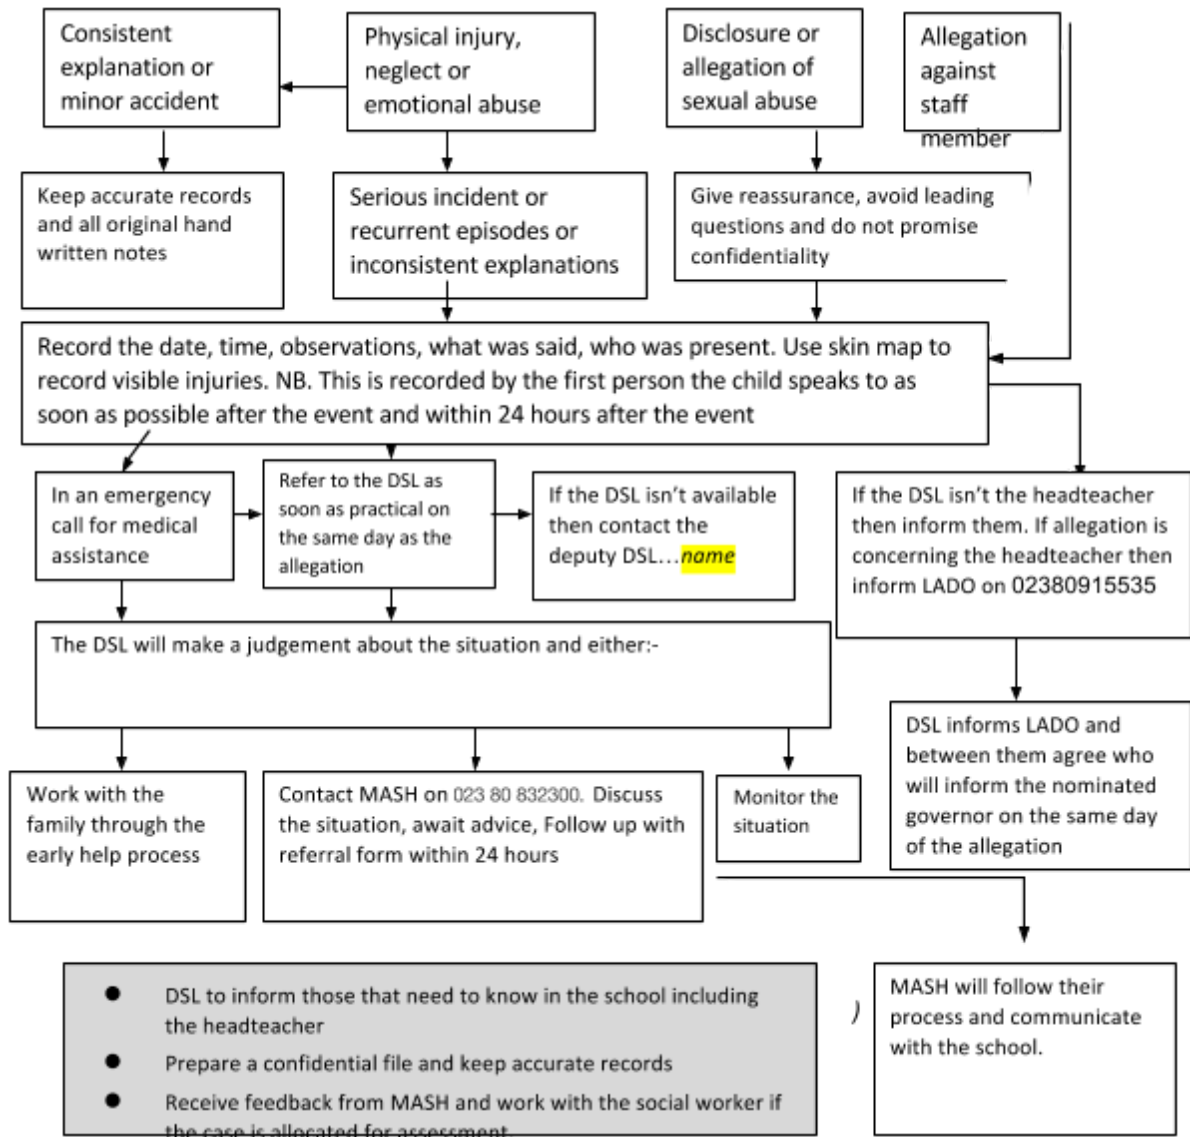 Consistent
explanation or
minor accident
Physical injury,
neglect or
emotional abuse
Disclosure or
allegation of
sexual abuse
Allegation
against
staff
member
Keep accurate records
and all original hand
written notes
Serious incident or
recurrent episodes or
inconsistent explanations
Give reassurance, avoid leading
questions and do not promise
confidentiality
Record the date, time, observations, what was said, who was present. Use skin map to
record visible injuries. NB. This is recorded by the first person the child speaks to as
soon as possible after the event and within 24 hours after the event
In an emergency
call for medical
assistance
Refer to the DSL as
soon as practical on
the same day as the
allegation
If the DSL isn't available
then contact the
deputy DSL...name
If the DSL isn't the headteacher
then inform them. If allegation is
concerning the headteacher then
inform LADO on 02380915535
The DSL will make a judgement about the situation and either:-
DSL informs LADO and
between them agree who
will inform the nominated
governor on the same day
of the allegation
Work with the
family through the
early help process
Contact MASH on 023 80 832300. Discuss
the situation, await advice, Follow up with
referral form within 24 hours
Monitor the
situation
● DSL to inform those that need to know in the school including
the headteacher
● Prepare a confidential file and keep accurate records
● Receive feedback from MASH and work with the social worker if
the case is allocated for assessment.
)
MASH will follow their
process and communicate
with the school.